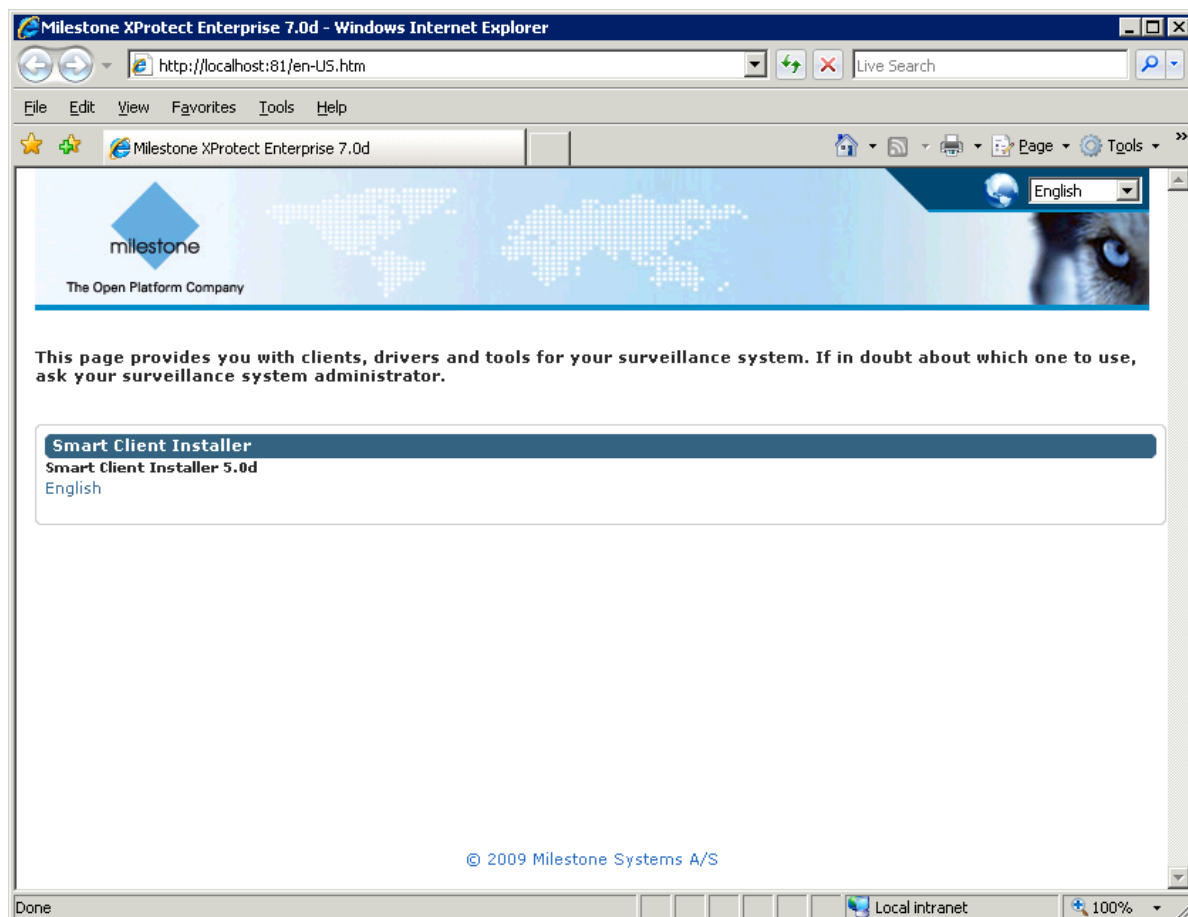 Milestone XProtect Enterprise 7.0d - Windows Internet Explorer
http://localhost:81/en-US.htm
Live Search
File Edit View Favorites Tools Help
Milestone XProtect Enterprise 7.0d
Page Tools »
English
milestone
The Open Platform Company
This page provides you with clients, drivers and tools for your surveillance system. If in doubt about which one to use,
ask your surveillance system administrator.
Smart Client Installer
Smart Client Installer 5.0d
English
© 2009 Milestone Systems A/S
Done
Local intranet
100%